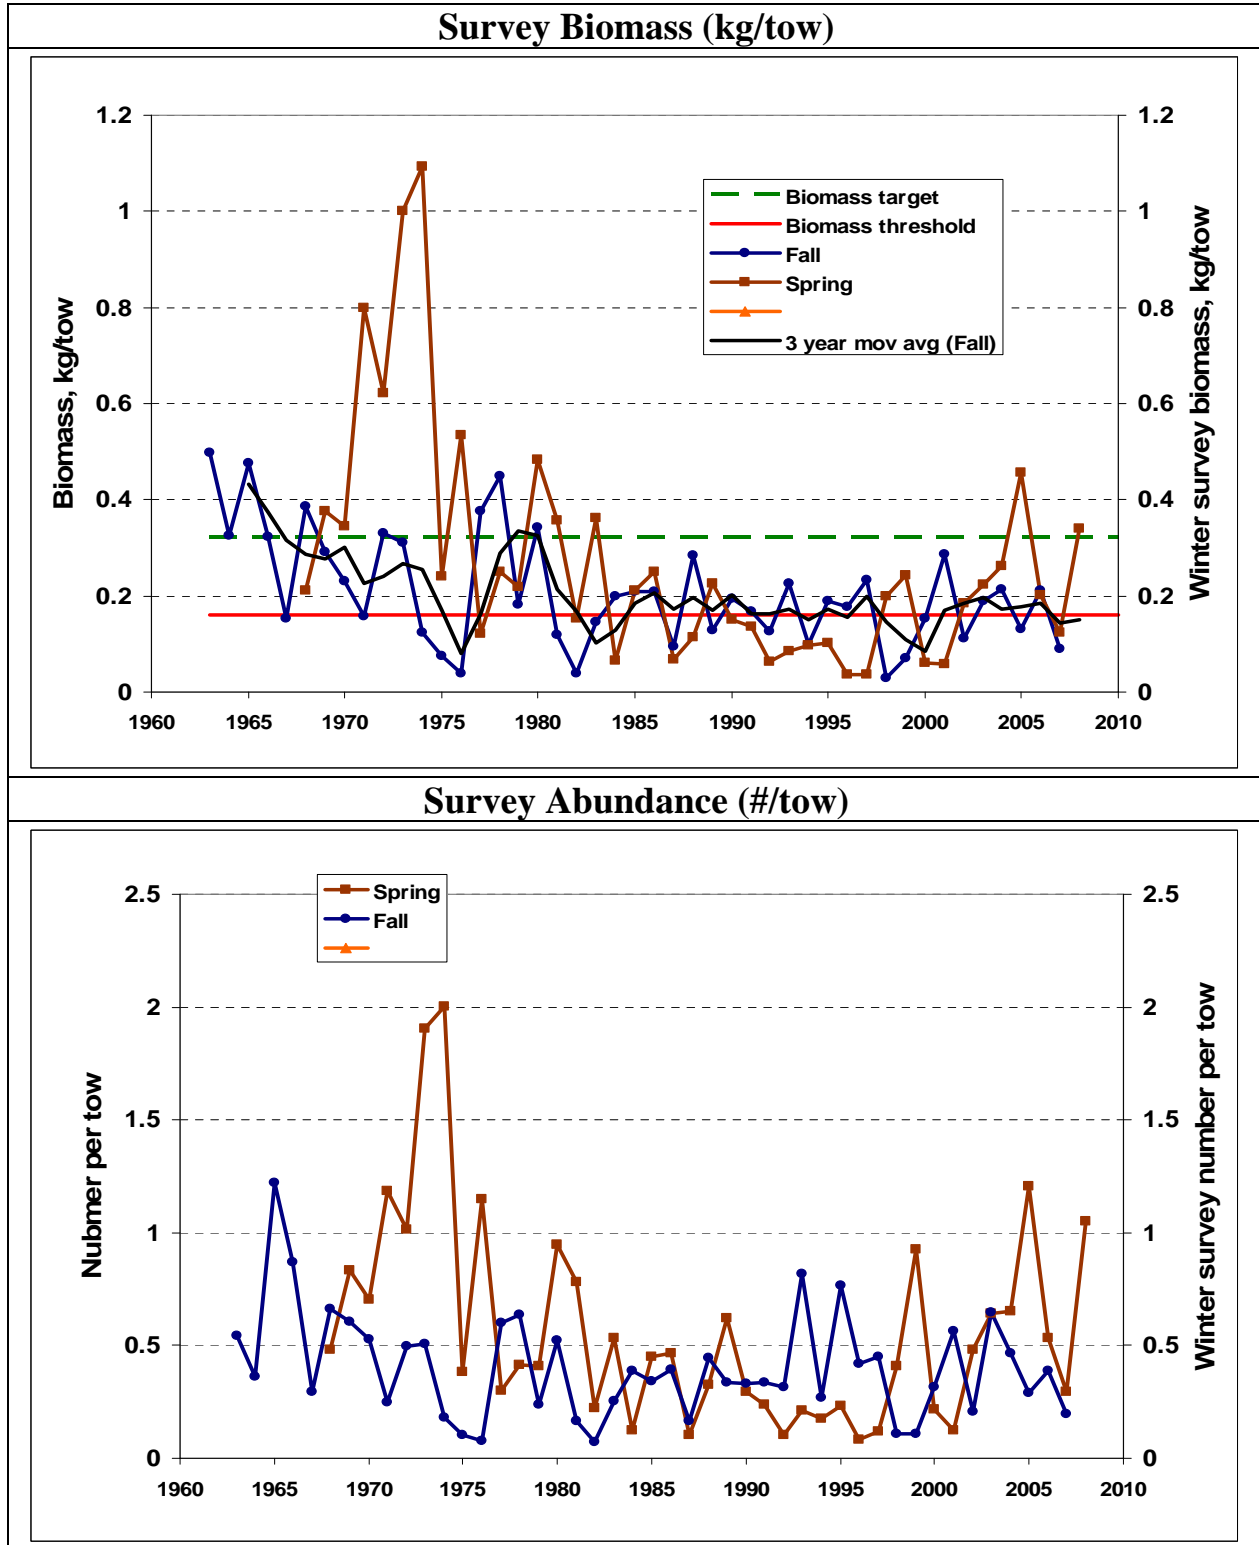 Survey Biomass (kg/tow)
Biomass, kg/tow
1.2
1
0.8
0.6
0.4
0.2
0
Biomass target
Biomass threshold
Fall
Spring
3 year mov avg (Fall)
1.2
1
0.8
0.6
0.4
0.2
0
Winter survey biomass, kg/tow
1960 1965 1970 1975 1980 1985 1990 1995 2000 2005 2010
Survey Abundance (#/tow)
Nubmer per tow
2.5
2
1.5
1
0.5
0
Spring
Fall
2.5
2
1.5
1
0.5
0
Winter survey number per tow
1960 1965 1970 1975 1980 1985 1990 1995 2000 2005 2010